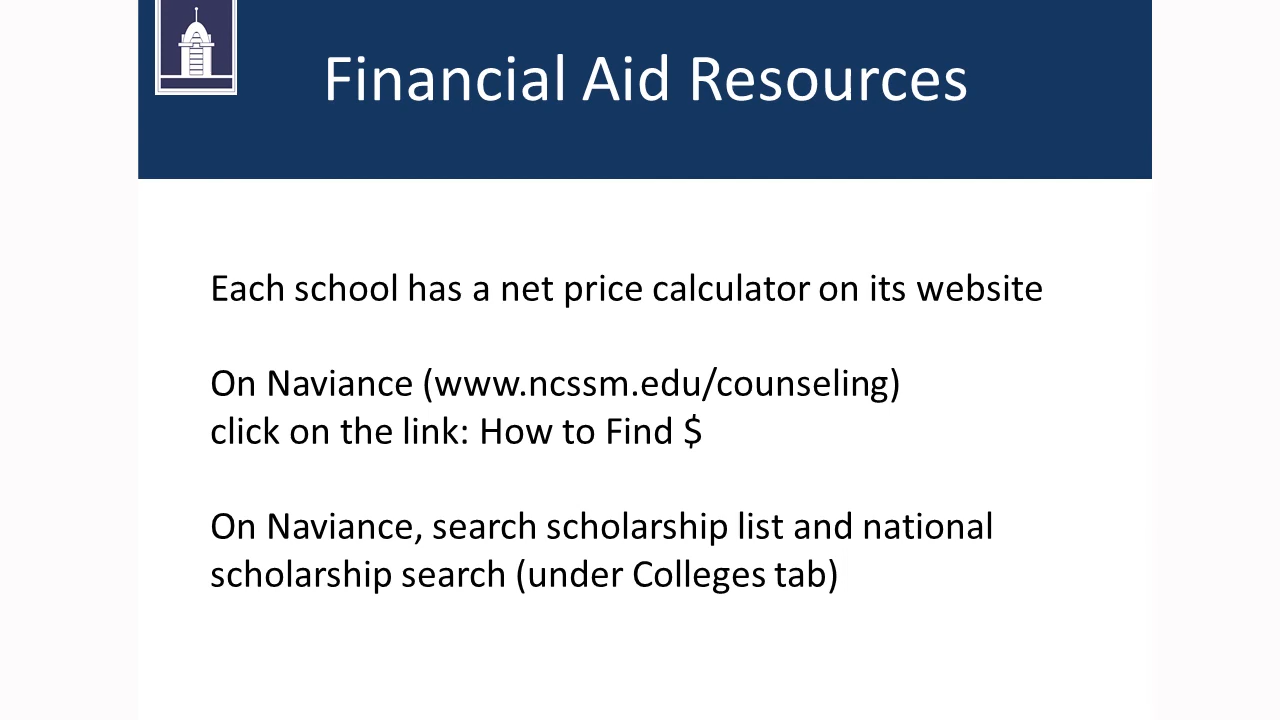 Financial Aid Resources
Each school has a net price calculator on its website
On Naviance (www.ncssm.edu/counseling)
click on the link: How to Find $
On Naviance, search scholarship list and national
scholarship search (under Colleges tab)